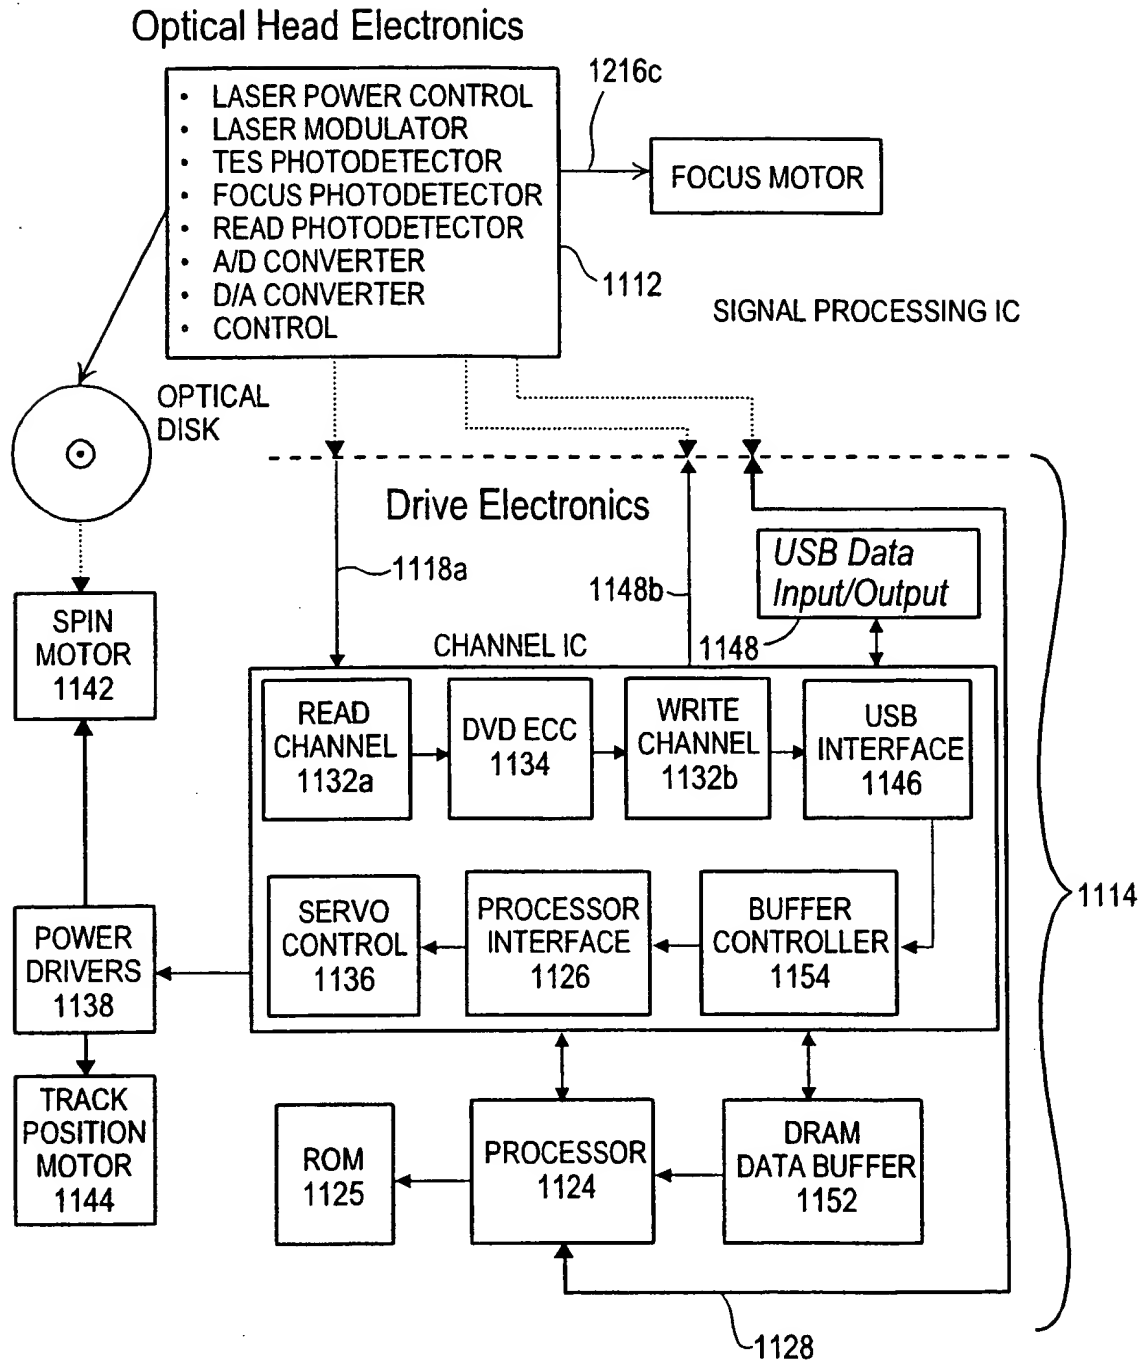 Optical Head Electronics
1216c
• LASER POWER CONTROL
• LASER MODULATOR
• TES PHOTODETECTOR
• FOCUS PHOTODETECTOR
• READ PHOTODETECTOR
• A/D CONVERTER
• D/A CONVERTER
• CONTROL
FOCUS MOTOR
1112
SIGNAL PROCESSING IC
OPTICAL
DISK
Drive Electronics
1118a
1148b
USB Data
Input/Output
1148
CHANNEL IC
SPIN
MOTOR
1142
READ
CHANNEL
1132a
DVD ECC
1134
WRITE
CHANNEL
1132b
USB
INTERFACE
1146
SERVO
CONTROL
1136
PROCESSOR
INTERFACE
1126
BUFFER
CONTROLLER
1154
1114
POWER
DRIVERS
1138
TRACK
POSITION
MOTOR
1144
ROM
1125
PROCESSOR
1124
DRAM
DATA BUFFER
1152
1128